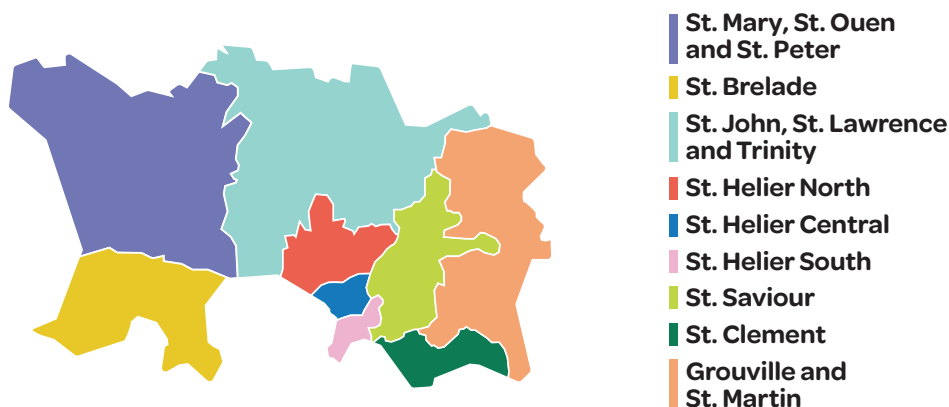 St. Mary, St. Ouen
and St. Peter
St. Brelade
St. John, St. Lawrence
and Trinity
St. Helier North
St. Helier Central
St. Helier South
St. Saviour
St. Clement
Grouville and
St. Martin